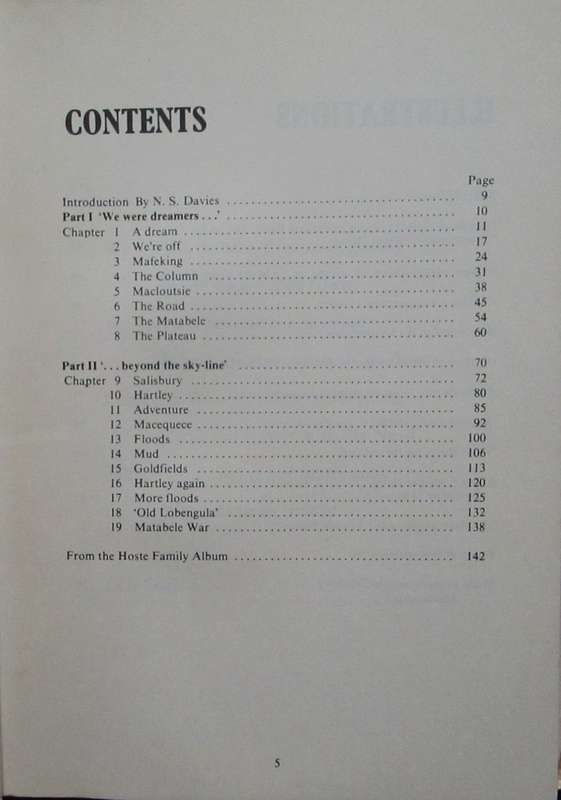 CONTENTS
Page
Introduction By N. S. Davies ........................................ 9
Part I 'We were dreamers . . .' ........................................ 10
Chapter 1 A dream ........................................ 11
2 We're off ........................................ 17
3 Mafeking ........................................ 24
4 The Column ........................................ 31
5 Macloutsie ........................................ 38
6 The Road ........................................ 45
7 The Matabele ........................................ 54
8 The Plateau ........................................ 60
Part II '. . . beyond the sky-line' ........................................ 70
Chapter 9 Salisbury ........................................ 72
10 Hartley ........................................ 80
11 Adventure ........................................ 85
12 Macequece ........................................ 92
13 Floods ........................................ 100
14 Mud ........................................ 106
15 Goldfields ........................................ 113
16 Hartley again ........................................ 120
17 More floods ........................................ 125
18 'Old Lobengula' ........................................ 132
19 Matabele War ........................................ 138
From the Hoste Family Album ........................................ 142
5